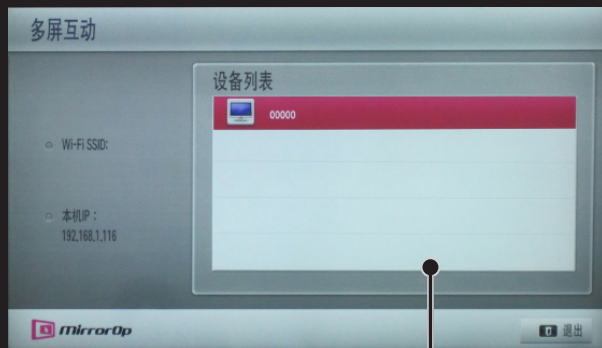 多屏互动
设备列表
00000
Wi-Fi SSID:
本机IP：
192.168.1.116
MirrorOp
退出